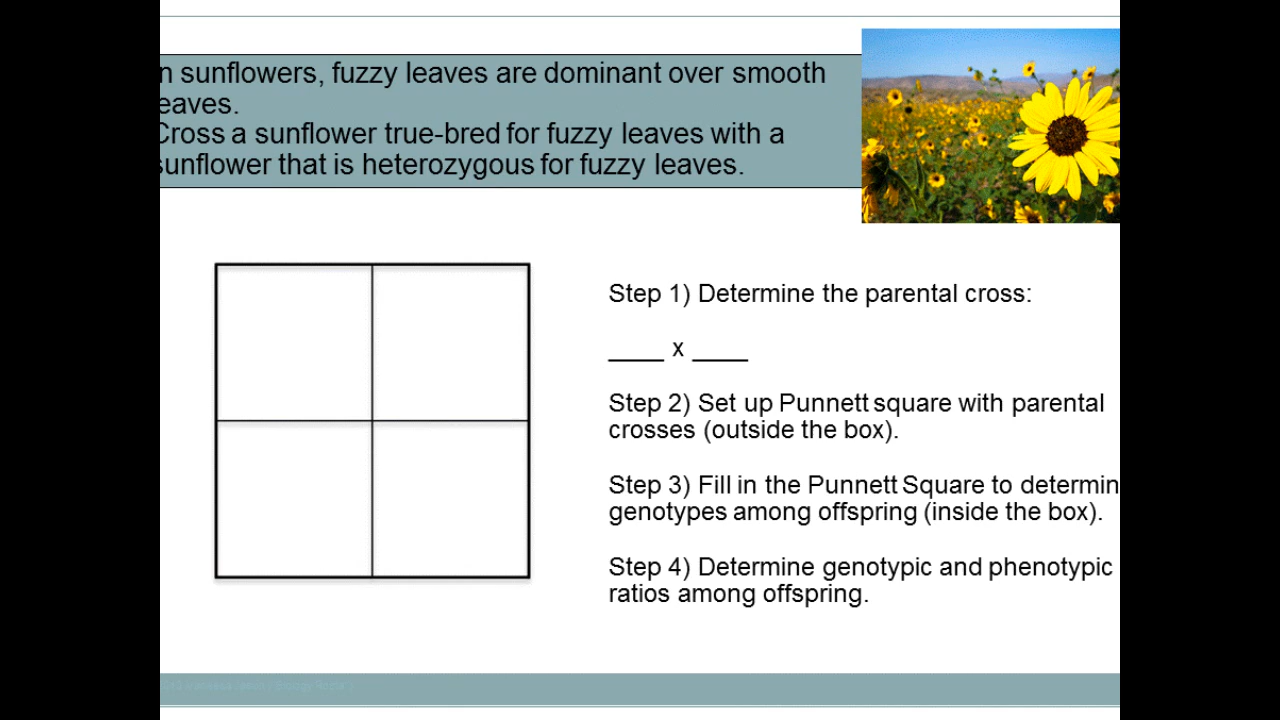 n sunflowers, fuzzy leaves are dominant over smooth
eaves.
Cross a sunflower true-bred for fuzzy leaves with a
sunflower that is heterozygous for fuzzy leaves.
Step 1) Determine the parental cross:
____ x ____
Step 2) Set up Punnett square with parental
crosses (outside the box).
Step 3) Fill in the Punnett Square to determin
genotypes among offspring (inside the box).
Step 4) Determine genotypic and phenotypic
ratios among offspring.